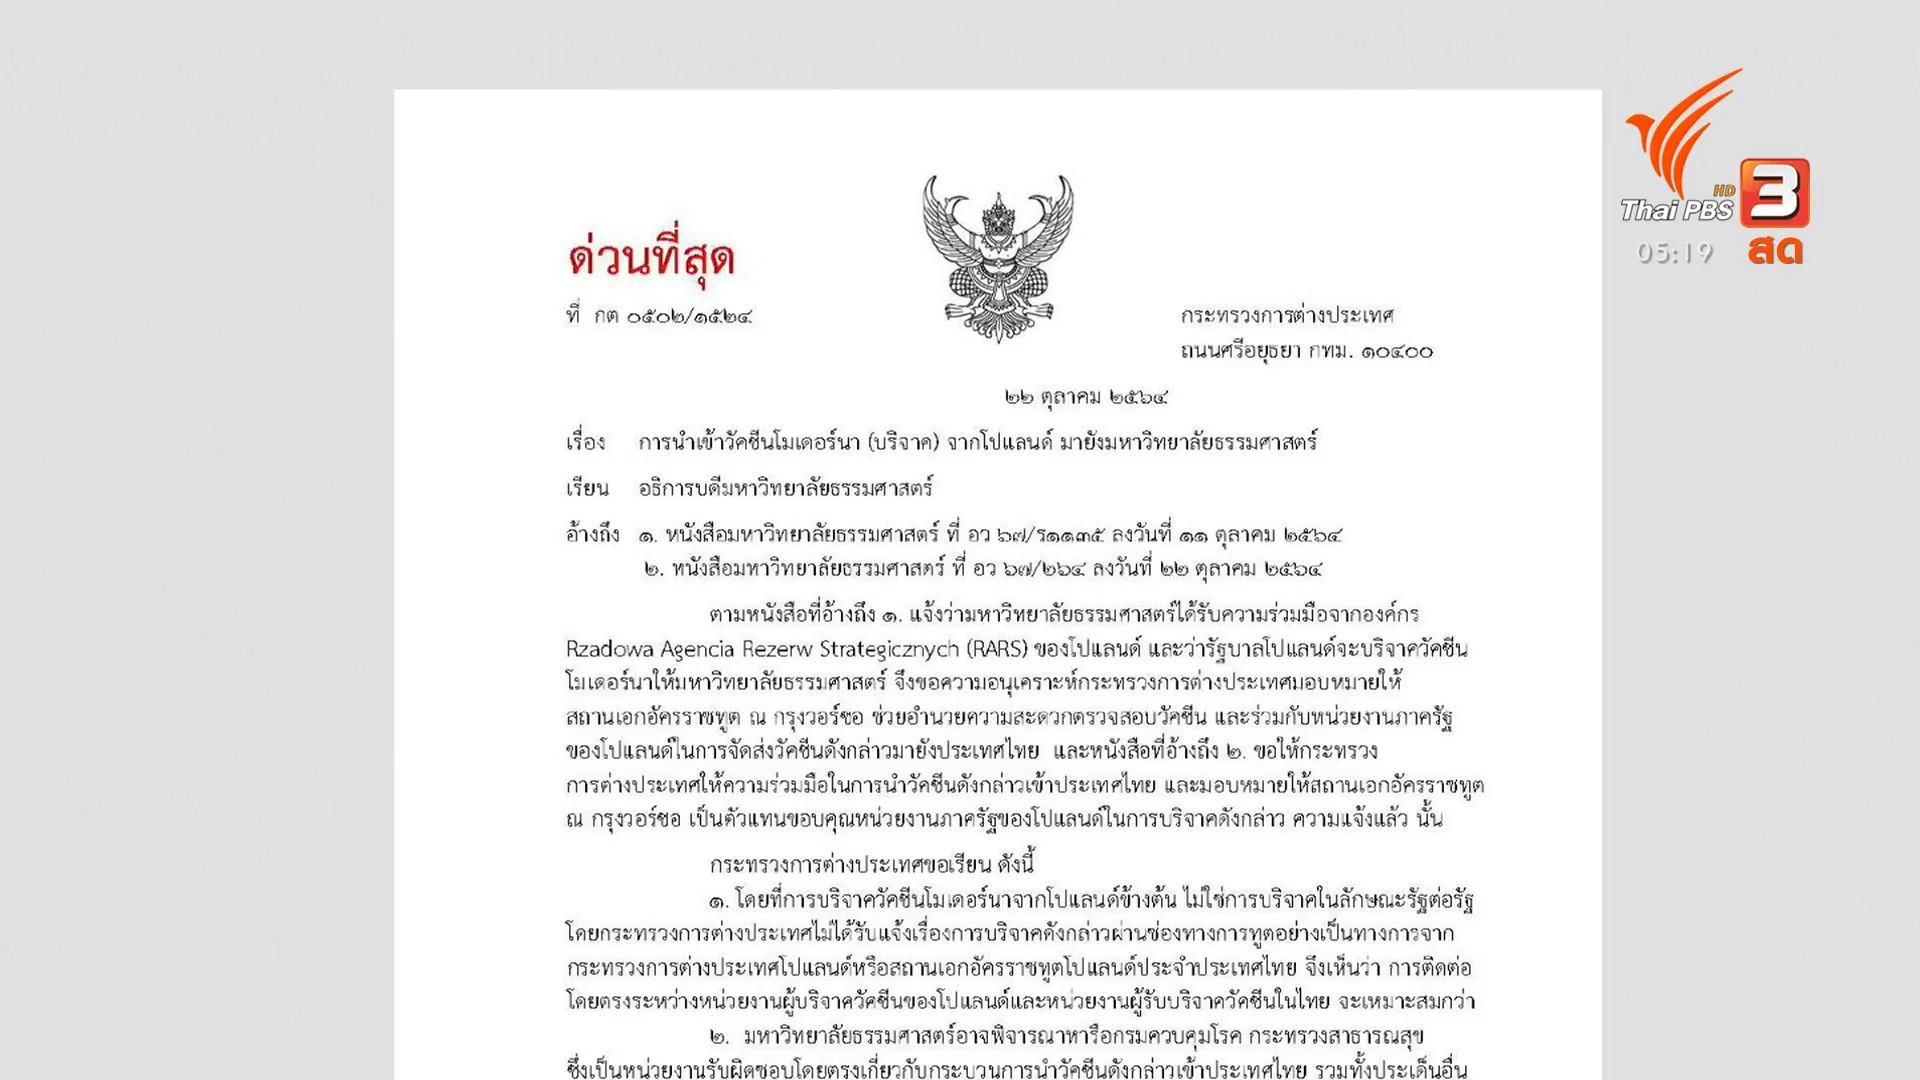 HD
Thai PBS 3
05:19 สด
ด่วนที่สุด
ที่ กต ๐๕๐๒/๑๕๒๔
กระทรวงการต่างประเทศ
ถนนศรีอยุธยา กทม. ๑๐๔๐๐
๒๒ ตุลาคม ๒๕๖๔
เรื่อง การนำเข้าวัคซีนโมเดอร์นา (บริจาค) จากโปแลนด์ มายังมหาวิทยาลัยธรรมศาสตร์
เรียน อธิการบดีมหาวิทยาลัยธรรมศาสตร์
อ้างถึง ๑. หนังสือมหาวิทยาลัยธรรมศาสตร์ ที่ อว ๖๗/ร๑๑๓๕ ลงวันที่ ๑๑ ตุลาคม ๒๕๖๔
๒. หนังสือมหาวิทยาลัยธรรมศาสตร์ ที่ อว ๖๗/๒๖๔ ลงวันที่ ๒๒ ตุลาคม ๒๕๖๔
ตามหนังสือที่อ้างถึง ๑. แจ้งว่ามหาวิทยาลัยธรรมศาสตร์ได้รับความร่วมมือจากองค์กร
Rzadowa Agencia Rezerw Strategicznych (RARS) ของโปแลนด์ และว่ารัฐบาลโปแลนด์จะบริจาควัคซีน
โมเดอร์นาให้มหาวิทยาลัยธรรมศาสตร์ จึงขอความอนุเคราะห์กระทรวงการต่างประเทศมอบหมายให้
สถานเอกอัครราชทูต ณ กรุงวอร์ซอ ช่วยอำนวยความสะดวกตรวจสอบวัคซีน และร่วมกับหน่วยงานภาครัฐ
ของโปแลนด์ในการจัดส่งวัคซีนดังกล่าวมายังประเทศไทย และหนังสือที่อ้างถึง ๒. ขอให้กระทรวง
การต่างประเทศให้ความร่วมมือในการนำวัคซีนดังกล่าวเข้าประเทศไทย และมอบหมายให้สถานเอกอัครราชทูต
ณ กรุงวอร์ซอ เป็นตัวแทนขอบคุณหน่วยงานภาครัฐของโปแลนด์ในการบริจาคดังกล่าว ความแจ้งแล้ว นั้น
กระทรวงการต่างประเทศขอเรียน ดังนี้
๑. โดยที่การบริจาควัคซีนโมเดอร์นาจากโปแลนด์ข้างต้น ไม่ใช่การบริจาคในลักษณะรัฐต่อรัฐ
โดยกระทรวงการต่างประเทศไม่ได้รับแจ้งเรื่องการบริจาคดังกล่าวผ่านช่องทางการทูตอย่างเป็นทางการจาก
กระทรวงการต่างประเทศโปแลนด์หรือสถานเอกอัครราชทูตโปแลนด์ประจำประเทศไทย จึงเห็นว่า การติดต่อ
โดยตรงระหว่างหน่วยงานผู้บริจาควัคซีนของโปแลนด์และหน่วยงานผู้รับบริจาควัคซีนในไทย จะเหมาะสมกว่า
๒. มหาวิทยาลัยธรรมศาสตร์อาจพิจารณาหารือกรมควบคุมโรค กระทรวงสาธารณสุข
ซึ่งเป็นหน่วยงานรับผิดชอบโดยตรงเกี่ยวกับกระบวนการนำวัคซีนดังกล่าวเข้าประเทศไทย รวมทั้งประเด็นอื่น